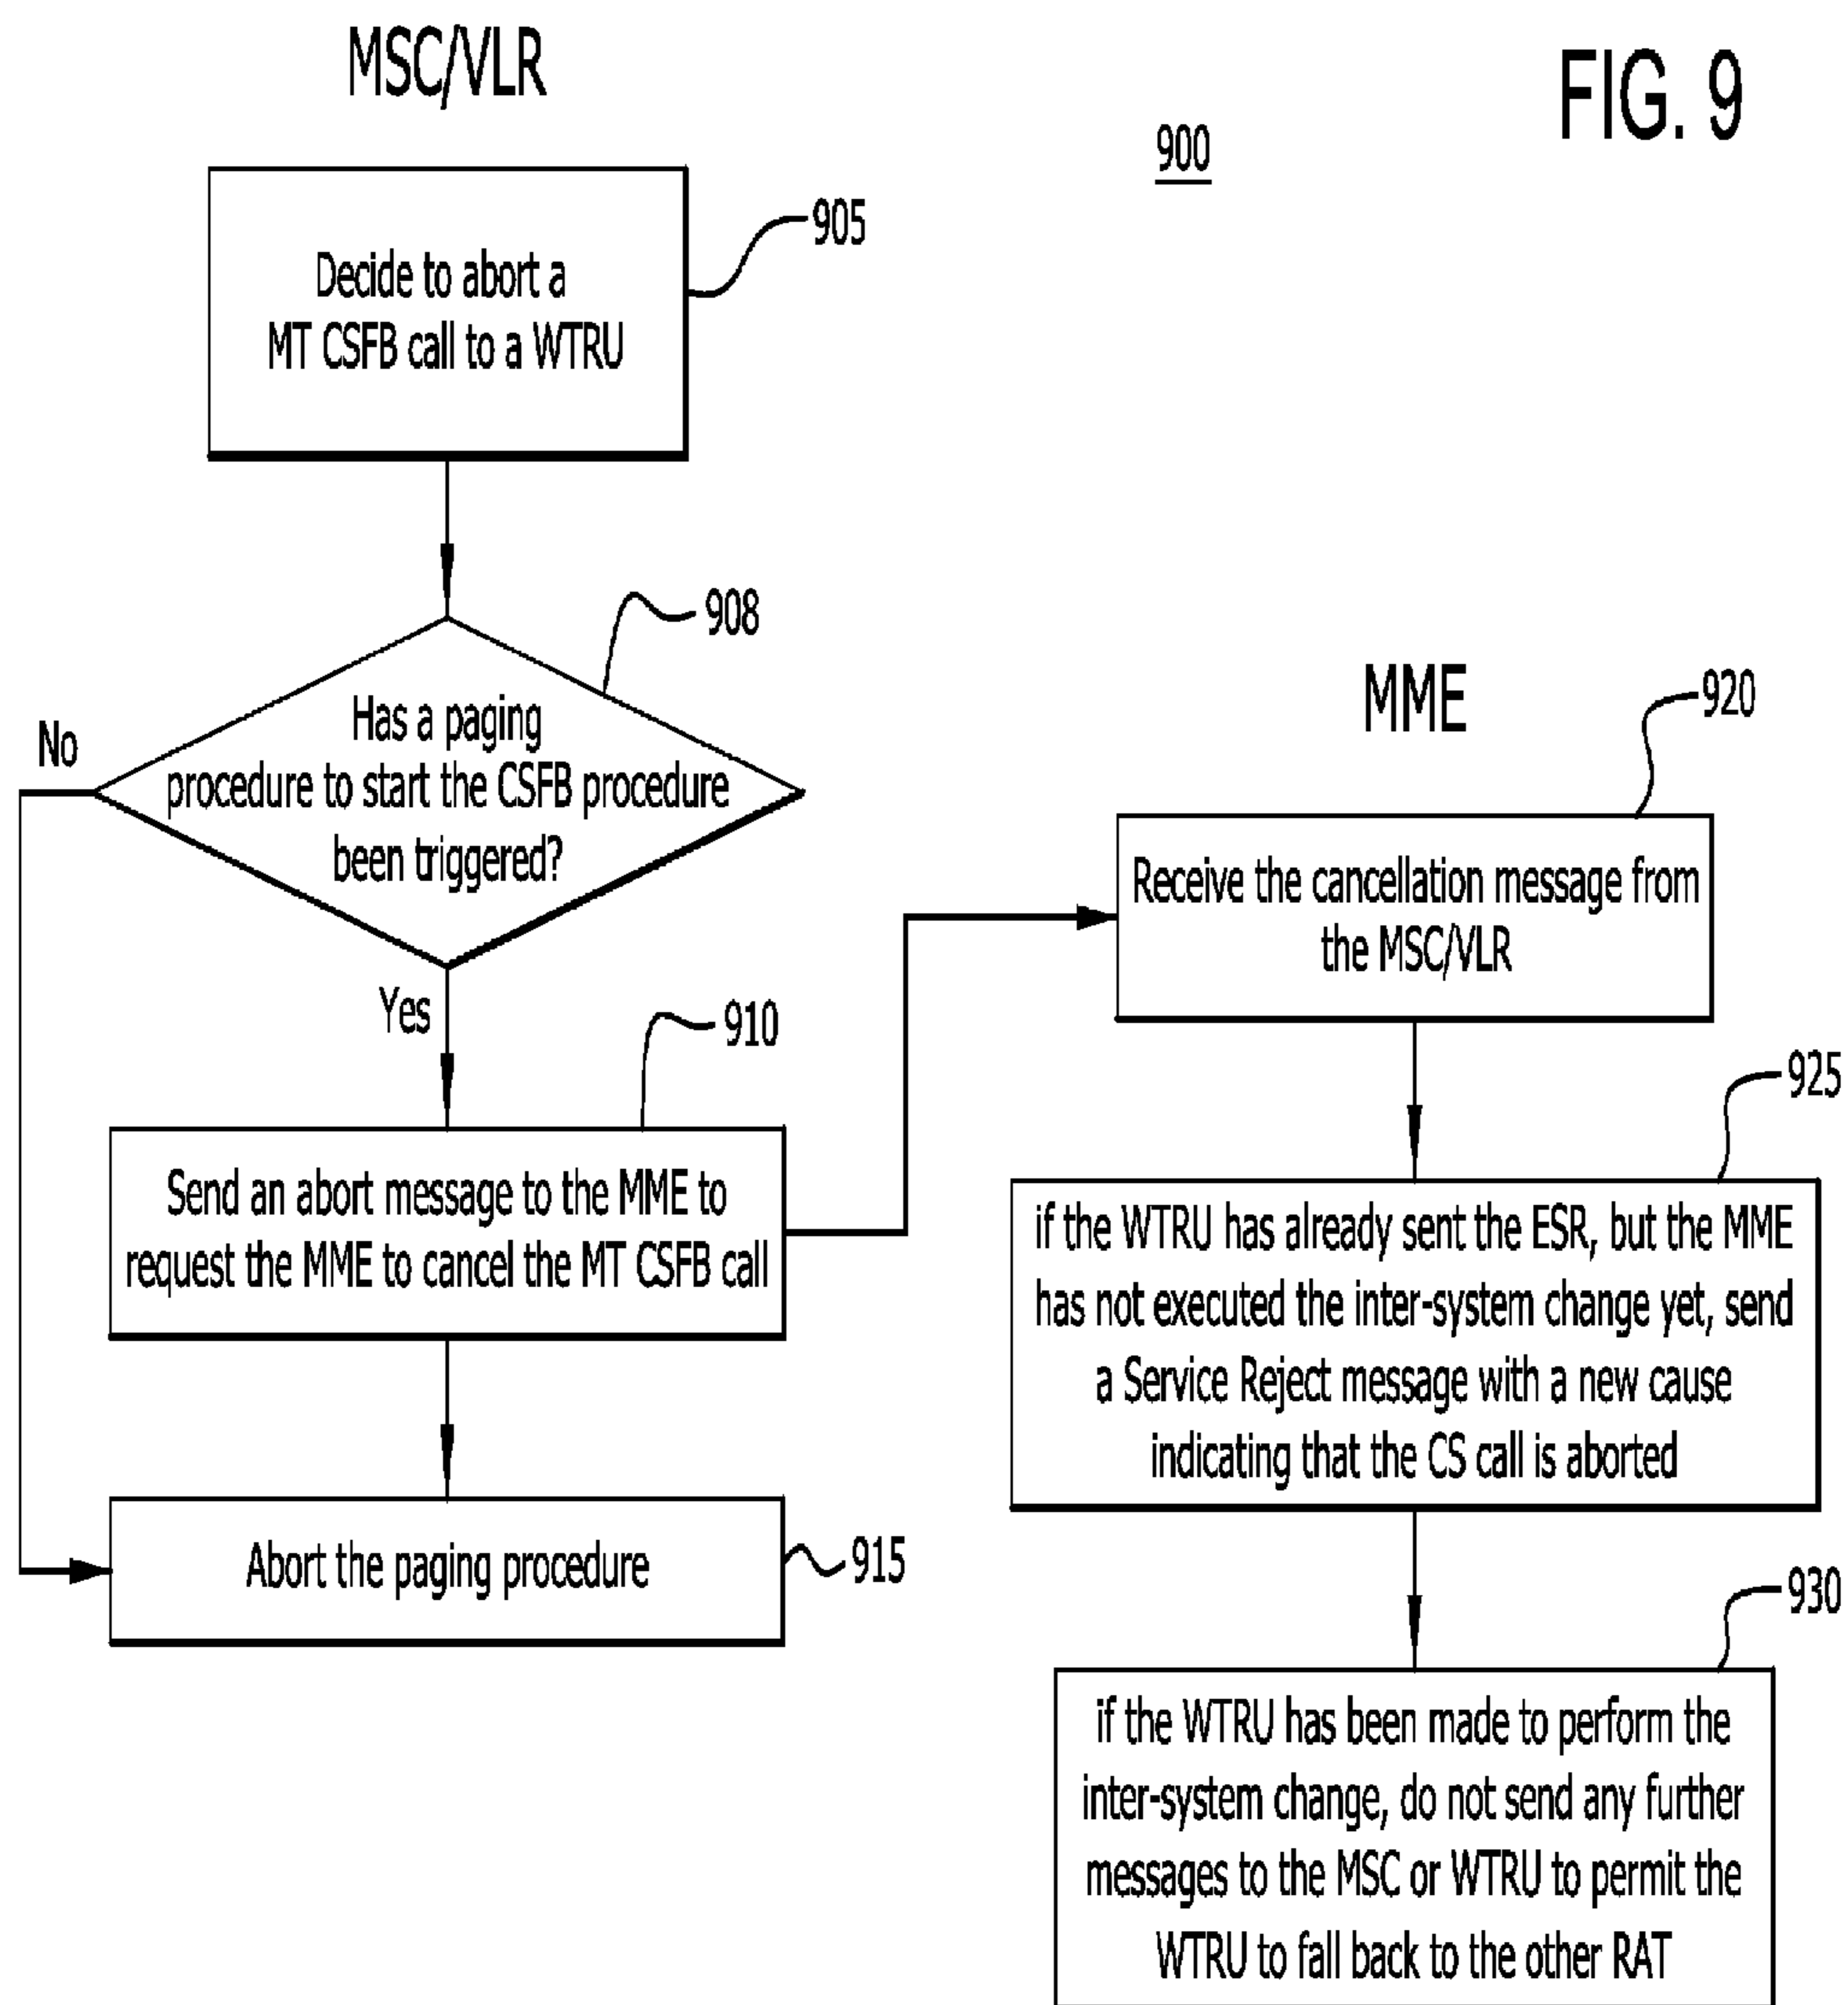 MSC/VLR
FIG. 9
900
905
Decide to abort a
MT CSFB call to a WTRU
908
Has a paging
procedure to start the CSFB procedure
been triggered?
No
Yes
910
Send an abort message to the MME to
request the MME to cancel the MT CSFB call
Abort the paging procedure
915
MME
920
Receive the cancellation message from
the MSC/VLR
925
if the WTRU has already sent the ESR, but the MME
has not executed the inter-system change yet, send
a Service Reject message with a new cause
indicating that the CS call is aborted
930
if the WTRU has been made to perform the
inter-system change, do not send any further
messages to the MSC or WTRU to permit the
WTRU to fall back to the other RAT